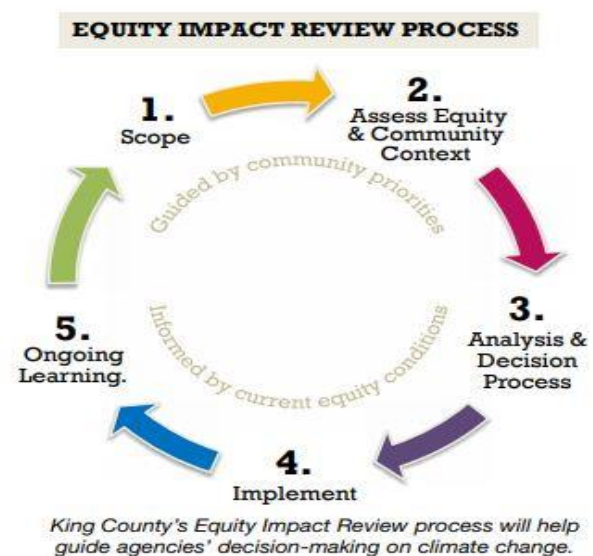 EQUITY IMPACT REVIEW PROCESS
1.
Scope
2.
Assess Equity
& Community
Context
Guided by community priorities
3.
Analysis &
Decision
Process
Informed by current equity conditions
4.
Implement
5.
Ongoing
Learning.
King County's Equity Impact Review process will help
guide agencies' decision-making on climate change.